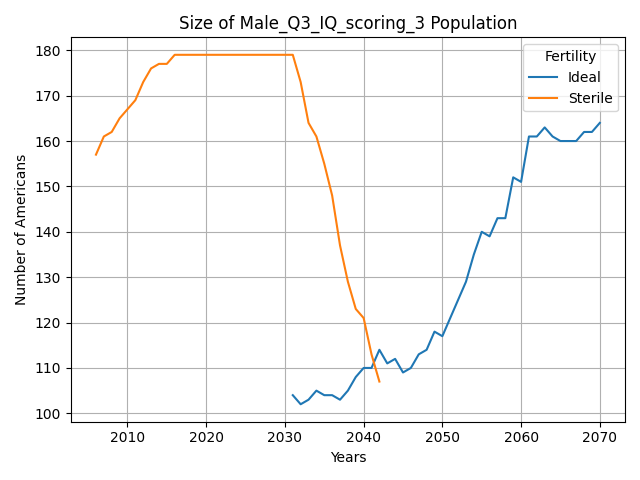 Size of Male_Q3_IQ_scoring_3 Population
Fertility
Ideal
Sterile
Number of Americans
180
170
160
150
140
130
120
110
100
2010 2020 2030 2040 2050 2060 2070
Years